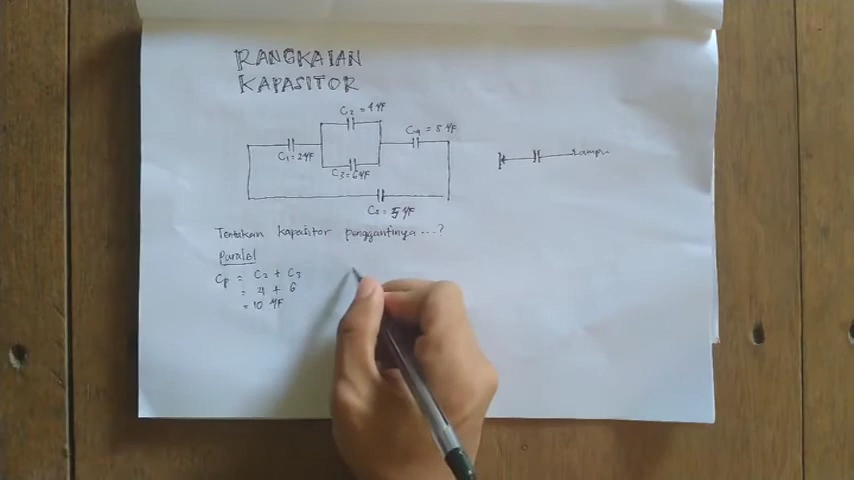 RANGKAIAN
KAPASITOR
C2 = 4 μF
C4 = 8 μF
C1 = 2 μF
C3 = 6 μF
C5 = 5 μF
Lampu
Tentukan kapasitor penggantinya...?
Paralel
Cp = C2 + C3
= 4 + 6
= 10 μF